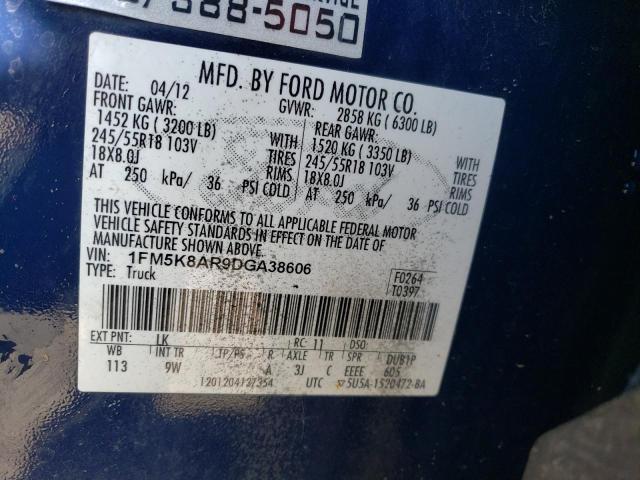 588-5050
MFD. BY FORD MOTOR CO.
DATE: 04/12 GVWR: 2858 KG ( 6300 LB)
FRONT GAWR: REAR GAWR:
1452 KG ( 3200 LB) WITH 1520 KG ( 3350 LB) WITH
245/55R18 103V TIRES 245/55R18 103V TIRES
18X8.0J RIMS 18X8.0J RIMS
AT 250 kPa/ 36 PSI COLD AT 250 kPa/ 36 PSI COLD
THIS VEHICLE CONFORMS TO ALL APPLICABLE FEDERAL MOTOR
VEHICLE SAFETY STANDARDS IN EFFECT ON THE DATE OF
MANUFACTURE SHOWN ABOVE.
VIN: 1FM5K8AR9DGA38606
TYPE: Truck
F0264
T0397
EXT PNT: LK RC: 11 DSO:
WB INT TR TP/PS R AXLE TR SPR DUB1P
113 9W A 3J C EEEE 605
1201204127354 UTC 5U5A-1520472-BA